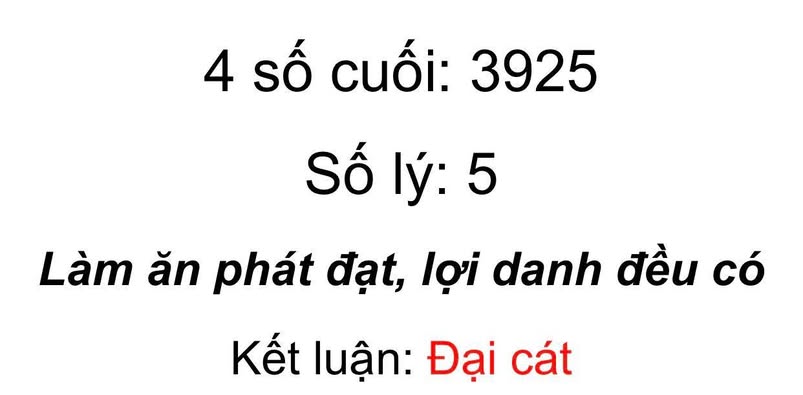 4 số cuối: 3925
Số lý: 5
Làm ăn phát đạt, lợi danh đều có
Kết luận: Đại cát